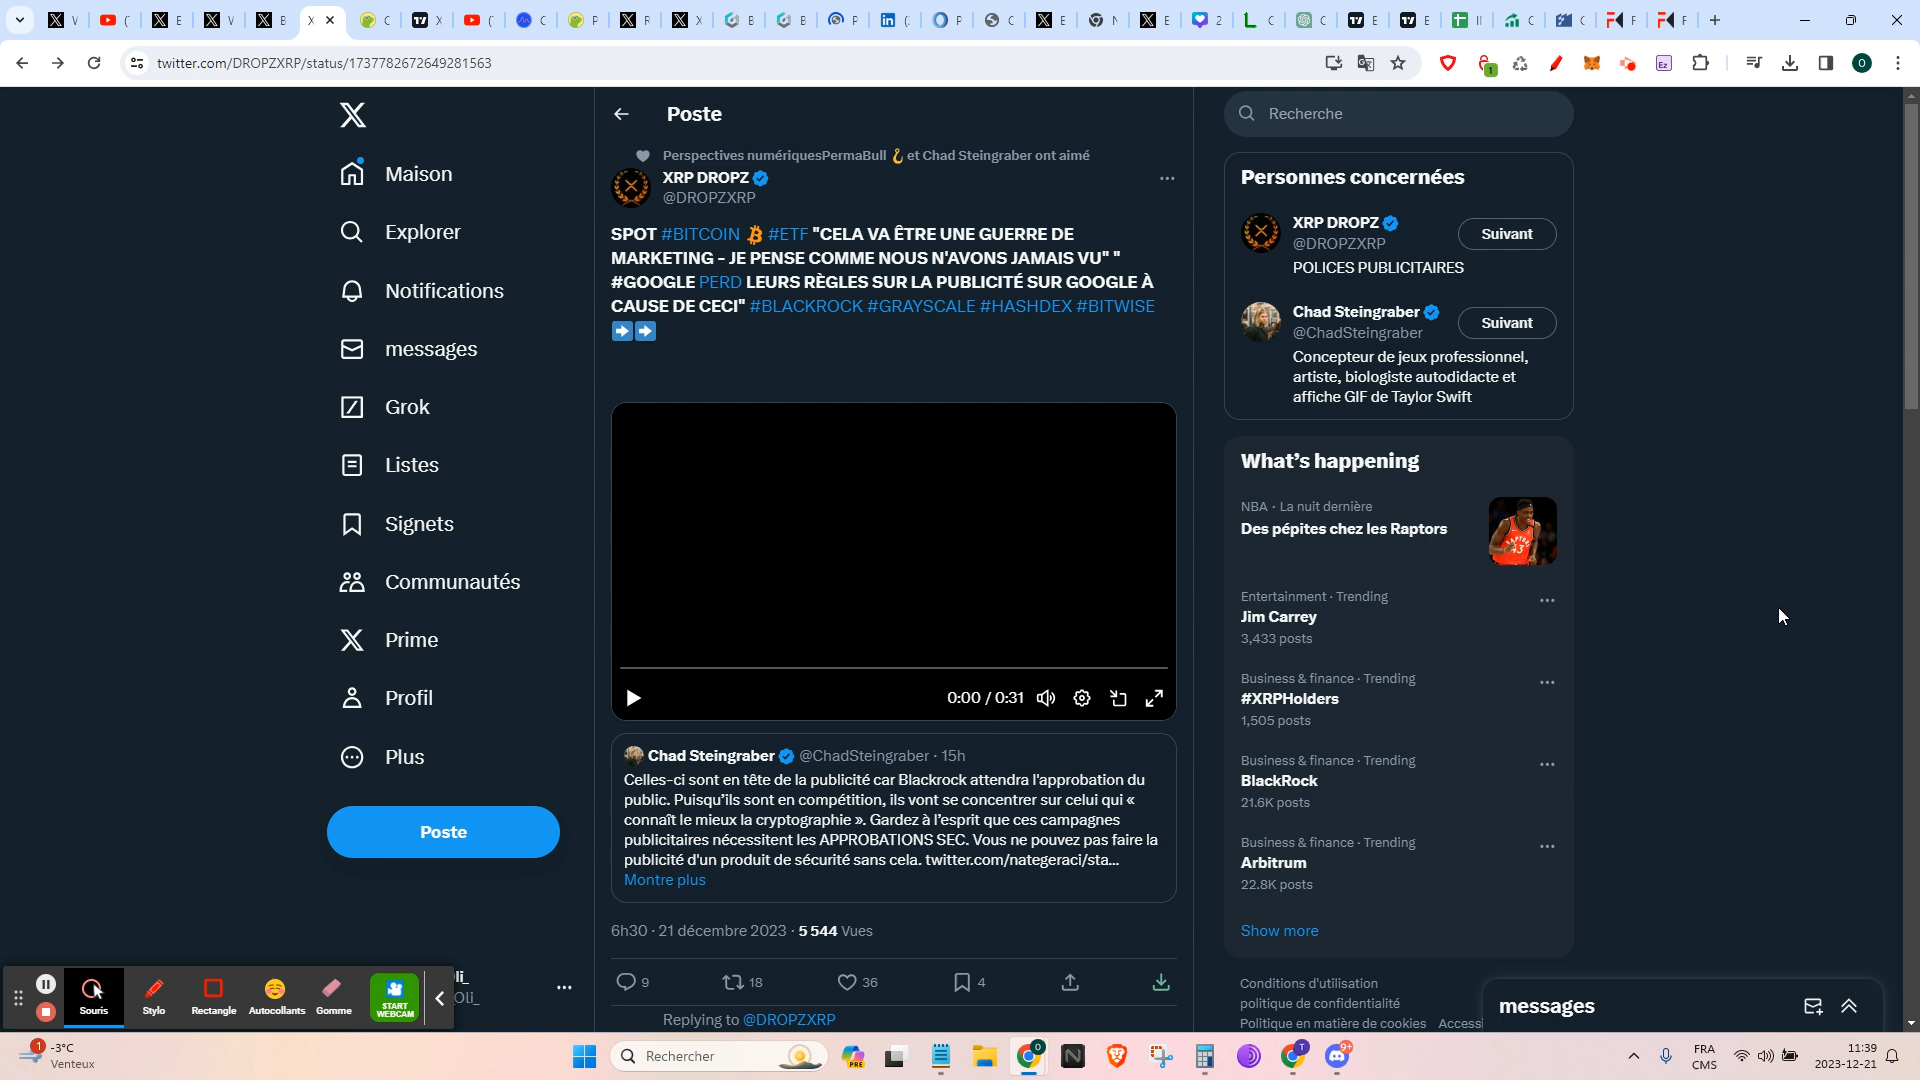 twitter.com/DROPZXRP/status/1737782672649281563
Maison
Explorer
Notifications
messages
Grok
Listes
Signets
Communautés
Prime
Profil
Plus
Poste
Poste
Perspectives numériquesPermaBull 🪝 et Chad Steingraber ont aimé
XRP DROPZ
@DROPZXRP
SPOT #BITCOIN #ETF "CELA VA ÊTRE UNE GUERRE DE
MARKETING - JE PENSE COMME NOUS N'AVONS JAMAIS VU" "
#GOOGLE PERD LEURS RÈGLES SUR LA PUBLICITÉ SUR GOOGLE À
CAUSE DE CECI" #BLACKROCK #GRAYSCALE #HASHDEX #BITWISE
➡️➡️
0:00 / 0:31
Chad Steingraber @ChadSteingraber · 15h
Celles-ci sont en tête de la publicité car Blackrock attendra l'approbation du
public. Puisqu'ils sont en compétition, ils vont se concentrer sur celui qui «
connaît le mieux la cryptographie ». Gardez à l'esprit que ces campagnes
publicitaires nécessitent les APPROBATIONS SEC. Vous ne pouvez pas faire la
publicité d'un produit de sécurité sans cela. twitter.com/nategeraci/sta...
Montre plus
6h30 · 21 décembre 2023 · 5 544 Vues
9
18
36
4
Replying to @DROPZXRP
Recherche
Personnes concernées
XRP DROPZ
@DROPZXRP
Suivant
POLICES PUBLICITAIRES
Chad Steingraber
@ChadSteingraber
Suivant
Concepteur de jeux professionnel,
artiste, biologiste autodidacte et
affiche GIF de Taylor Swift
What's happening
NBA · La nuit dernière
Des pépites chez les Raptors
Entertainment · Trending
Jim Carrey
3,433 posts
Business & finance · Trending
#XRPHolders
1,505 posts
Business & finance · Trending
BlackRock
21.6K posts
Business & finance · Trending
Arbitrum
22.8K posts
Show more
Conditions d'utilisation
politique de confidentialité
Politique en matière de cookies
messages
Souris
Stylo
Rectangle
Autocollants
Gomme
START
WEBCAM
-3°C
Venteux
Rechercher
FRA
CMS
11:39
2023-12-21